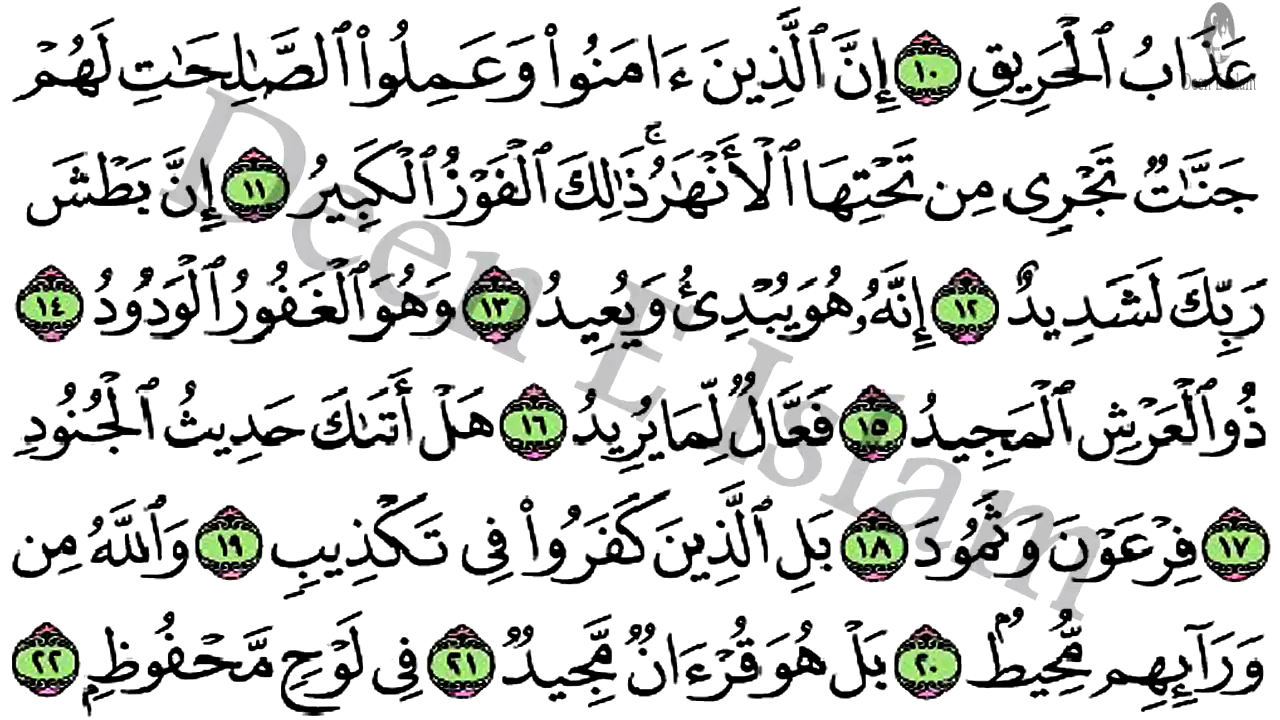 عَذَابُ ٱلْحَرِيقِ ١٠ إِنَّ ٱلَّذِينَ ءَامَنُوا۟ وَعَمِلُوا۟ ٱلصَّـٰلِحَـٰتِ لَهُمْ
جَنَّـٰتٌ تَجْرِى مِن تَحْتِهَا ٱلْأَنْهَـٰرُ ۚ ذَٰلِكَ ٱلْفَوْزُ ٱلْكَبِيرُ ١١ إِنَّ بَطْشَ
رَبِّكَ لَشَدِيدٌ ١٢ إِنَّهُۥ هُوَ يُبْدِئُ وَيُعِيدُ ١٣ وَهُوَ ٱلْغَفُورُ ٱلْوَدُودُ ١٤
ذُو ٱلْعَرْشِ ٱلْمَجِيدُ ١٥ فَعَّالٌ لِّمَا يُرِيدُ ١٦ هَلْ أَتَىٰكَ حَدِيثُ ٱلْجُنُودِ
١٧ فِرْعَوْنَ وَثَمُودَ ١٨ بَلِ ٱلَّذِينَ كَفَرُوا۟ فِى تَكْذِيبٍ ١٩ وَٱللَّهُ مِن
وَرَآئِهِم مُّحِيطٌۢ ٢٠ بَلْ هُوَ قُرْءَانٌ مَّجِيدٌ ٢١ فِى لَوْحٍ مَّحْفُوظٍۭ ٢٢
Deen E Islam
Deen E Islam